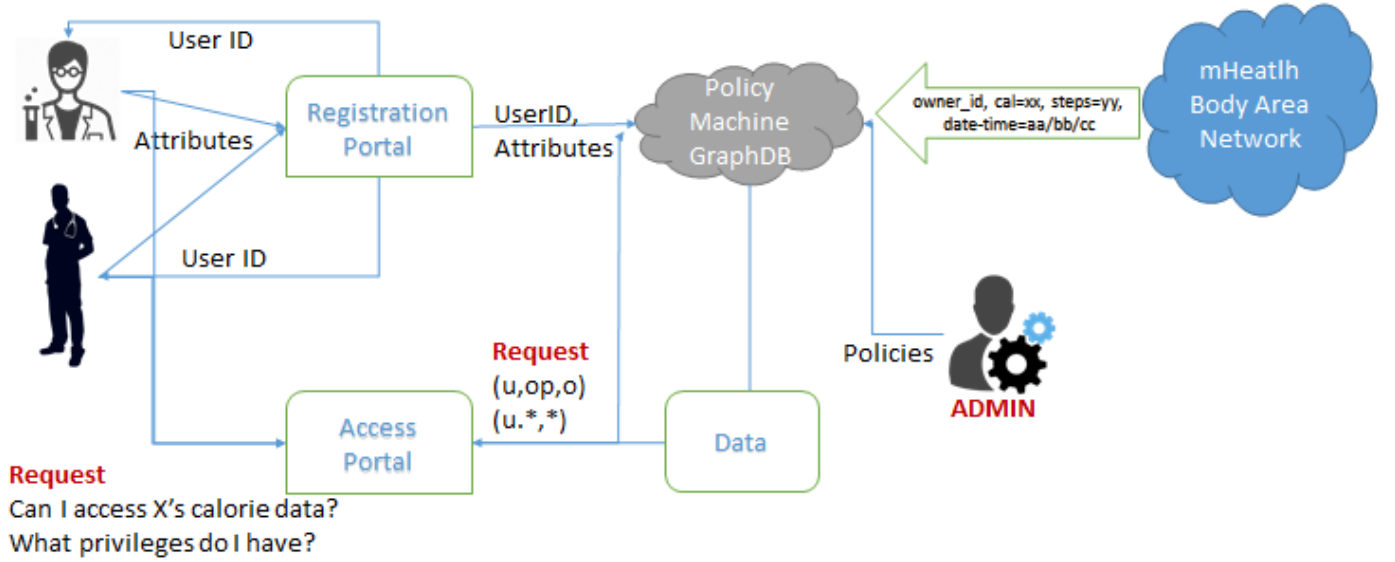 User ID
Attributes
Registration
Portal
UserID,
Attributes
Policy
Machine
GraphDB
owner_id, cal=xx, steps=yy,
date-time=aa/bb/cc
mHeatlh
Body Area
Network
User ID
Request
(u,op,o)
(u.*,*)
Policies
ADMIN
Access
Portal
Data
Request
Can I access X's calorie data?
What privileges do I have?